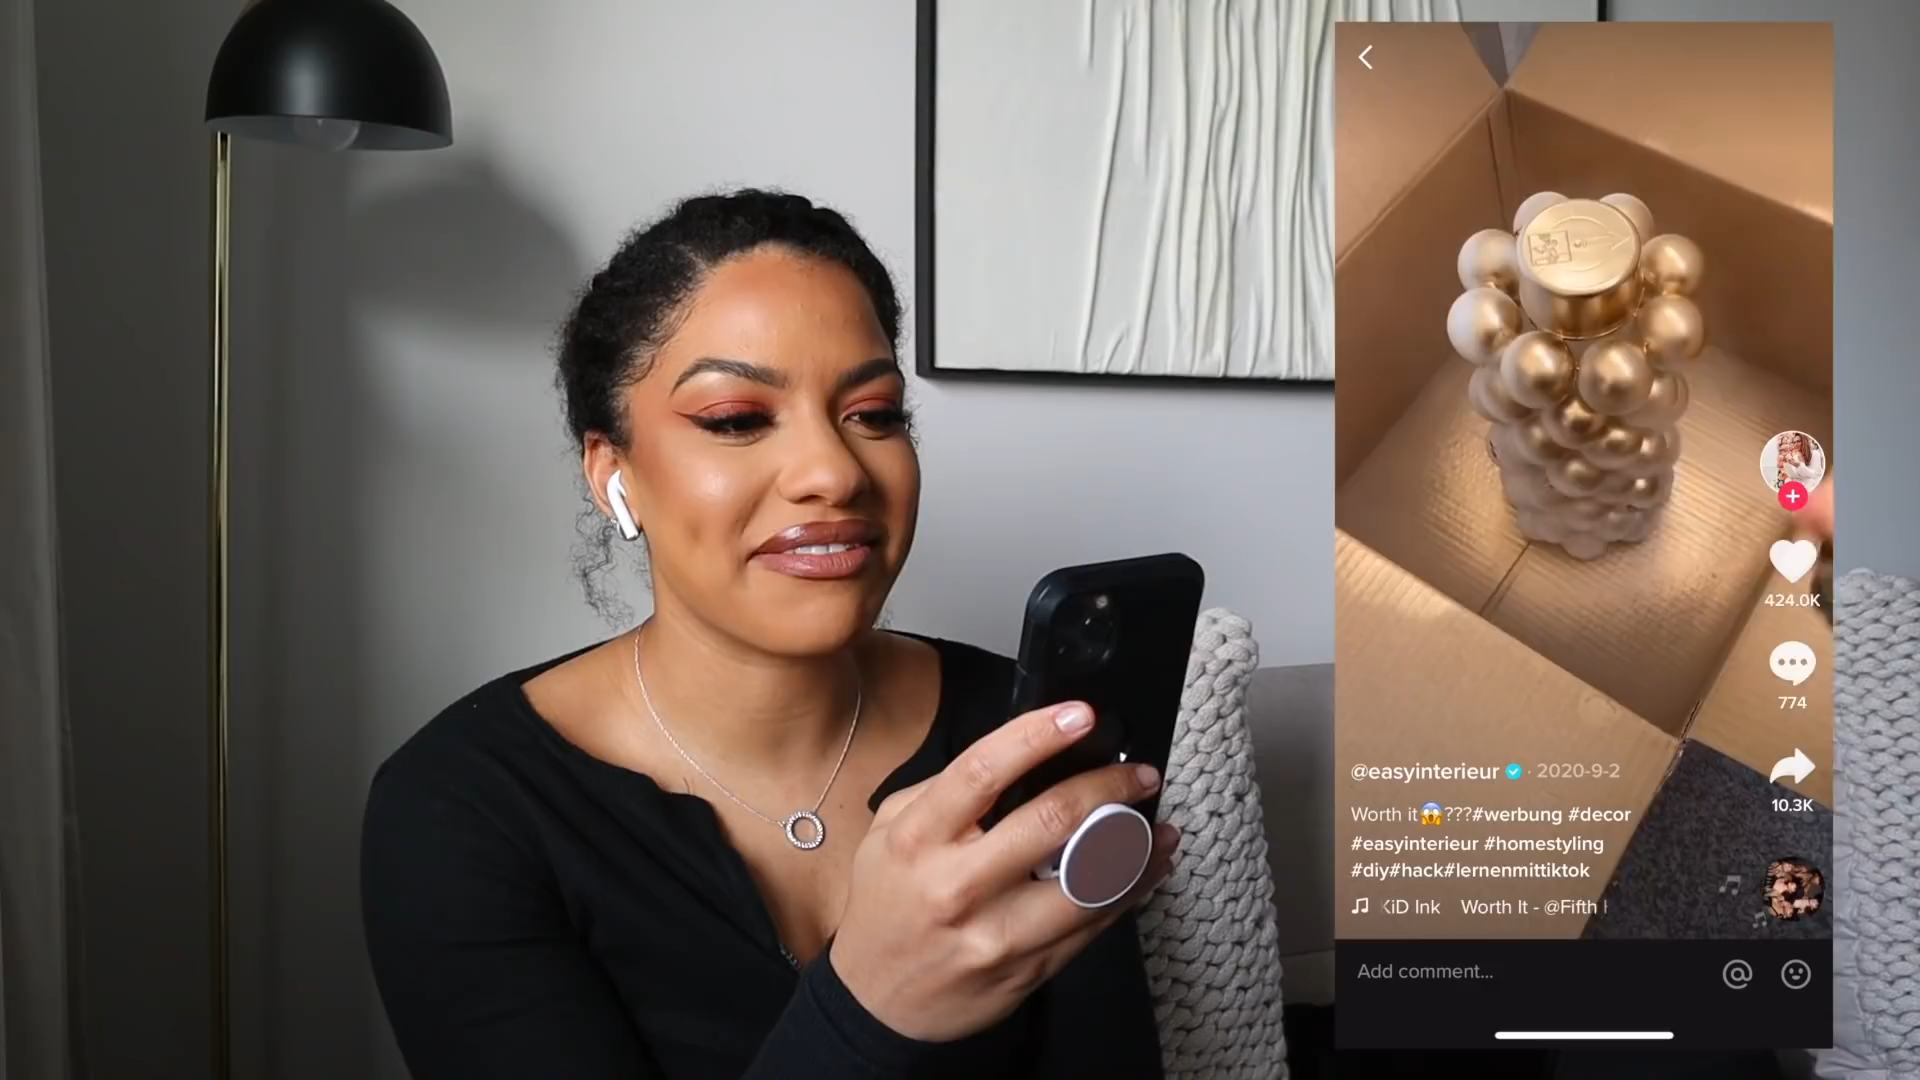 @easyinterieur · 2020-9-2
Worth it😱???#werbung #decor
#easyinterieur #homestyling
#diy#hack#lernenmittiktok
KiD Ink Worth It - @Fifth
424.0K
774
10.3K
Add comment...